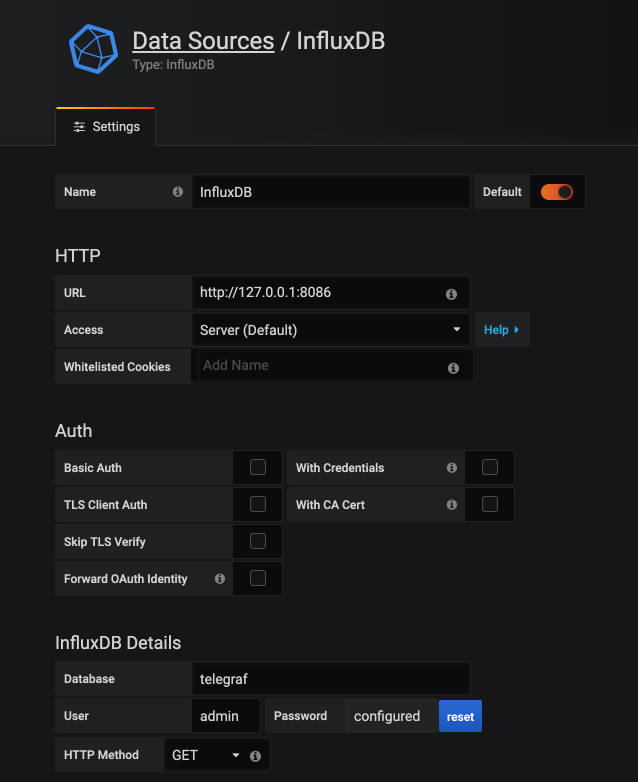 Data Sources / InfluxDB
Type: InfluxDB
Settings
Name InfluxDB Default
HTTP
URL http://127.0.0.1:8086
Access Server (Default) Help
Whitelisted Cookies Add Name
Auth
Basic Auth With Credentials
TLS Client Auth With CA Cert
Skip TLS Verify
Forward OAuth Identity
InfluxDB Details
Database telegraf
User admin Password configured reset
HTTP Method GET